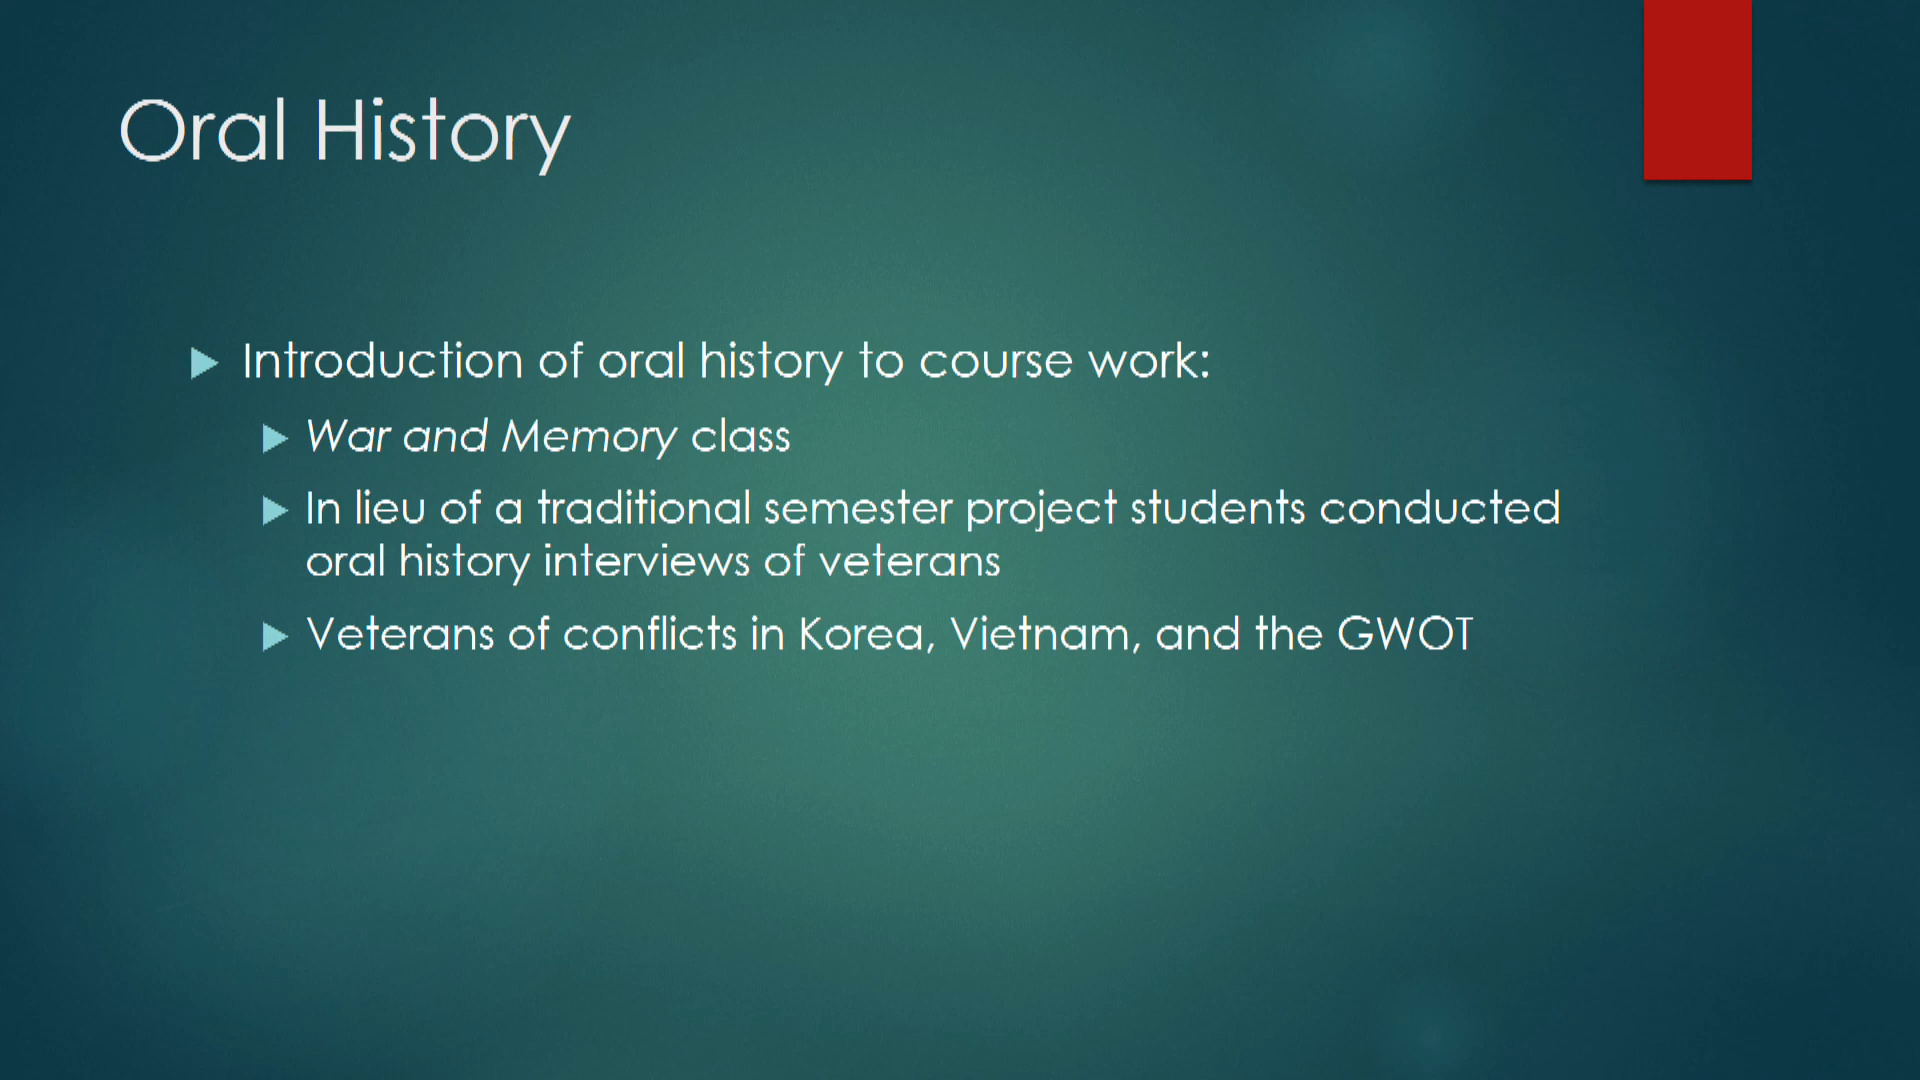 Oral History
Introduction of oral history to course work:
War and Memory class
In lieu of a traditional semester project students conducted
oral history interviews of veterans
Veterans of conflicts in Korea, Vietnam, and the GWOT